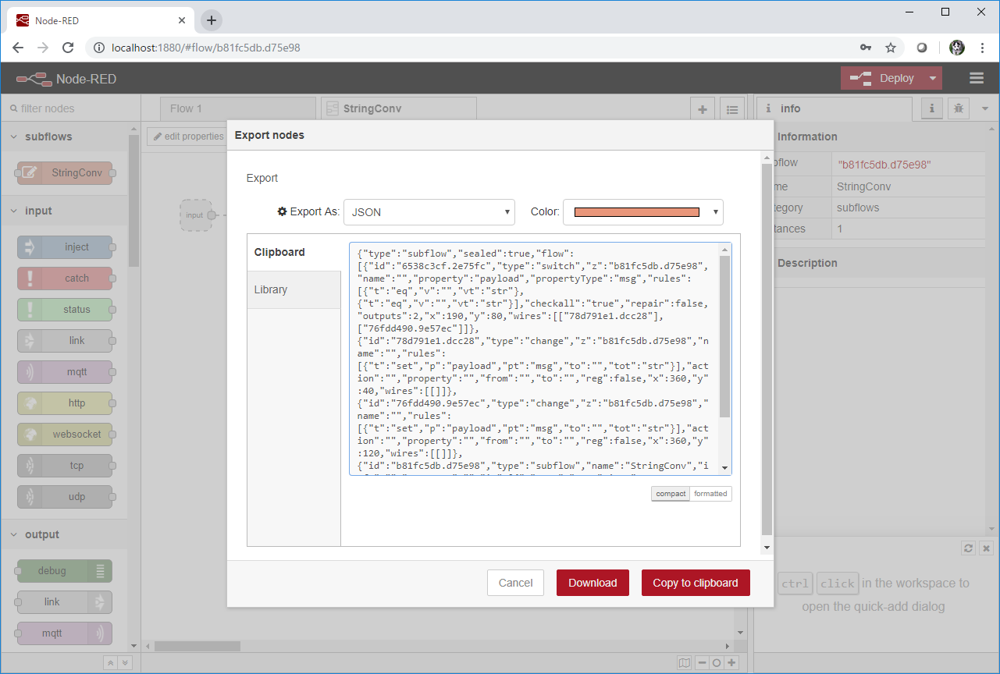 Node-RED
localhost:1880/#flow/b81fc5db.d75e98
Node-RED
Deploy
filter nodes
Flow 1
StringConv
info
subflows
StringConv
input
inject
catch
status
link
mqtt
http
websocket
tcp
udp
output
debug
link
mqtt
edit properties
input
Export nodes
Export
Export As:
JSON
Color:
Clipboard
Library
{"type":"subflow","sealed":true,"flow":
[{"id":"6538c3cf.2e75fc","type":"switch","z":"b81fc5db.d75e98",
"name":"","property":"payload","propertyType":"msg","rules":
[{"t":"eq","v":"","vt":"str"},
{"t":"eq","v":"","vt":"str"}],"checkall":"true","repair":false,
"outputs":2,"x":190,"y":80,"wires":[["78d791e1.dcc28"],
["76fdd490.9e57ec"]]},
{"id":"78d791e1.dcc28","type":"change","z":"b81fc5db.d75e98","n
ame":"","rules":
[{"t":"set","p":"payload","pt":"msg","to":"","tot":"str"}],"act
ion":"","property":"","from":"","to":"","reg":false,"x":360,"y"
:40,"wires":[[]]},
{"id":"76fdd490.9e57ec","type":"change","z":"b81fc5db.d75e98","
name":"","rules":
[{"t":"set","p":"payload","pt":"msg","to":"","tot":"str"}],"act
ion":"","property":"","from":"","to":"","reg":false,"x":360,"y"
:120,"wires":[[]]},
{"id":"b81fc5db.d75e98","type":"subflow","name":"StringConv","i
compact
formatted
Cancel
Download
Copy to clipboard
Information
bflow
"b81fc5db.d75e98"
me
StringConv
tegory
subflows
tances
1
Description
ctrl click in the workspace to
open the quick-add dialog